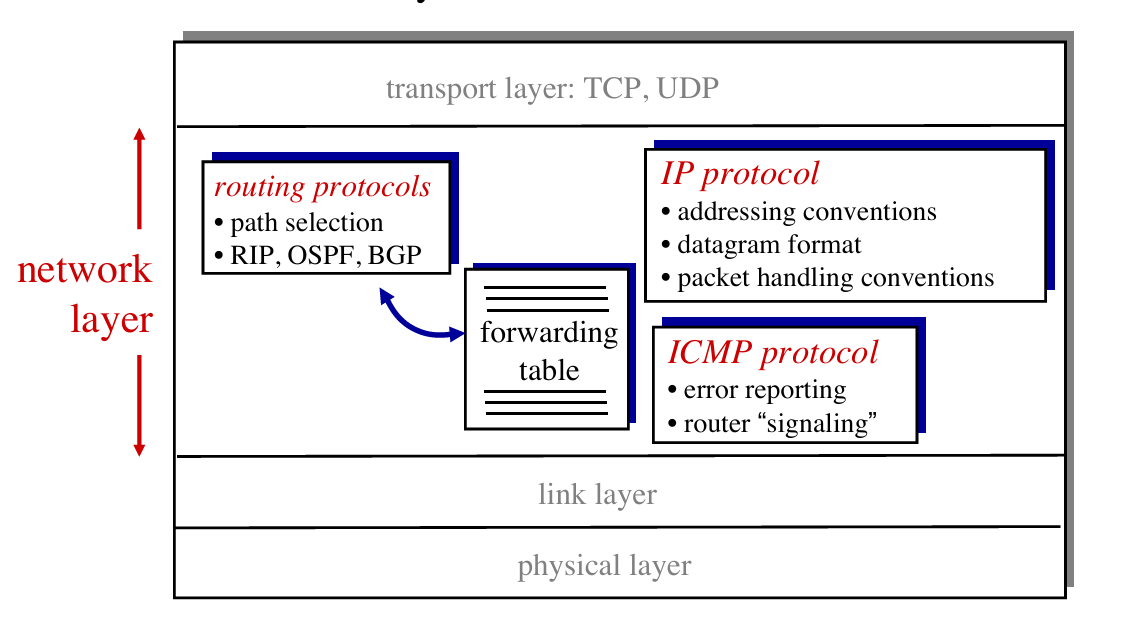 transport layer: TCP, UDP
network
layer
routing protocols
• path selection
• RIP, OSPF, BGP
forwarding
table
IP protocol
• addressing conventions
• datagram format
• packet handling conventions
ICMP protocol
• error reporting
• router “signaling”
link layer
physical layer